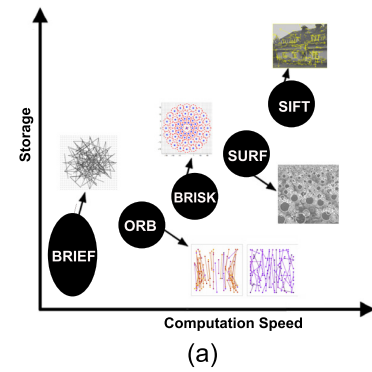 SIFT
Storage
SURF
BRISK
ORB
BRIEF
Computation Speed
(a)